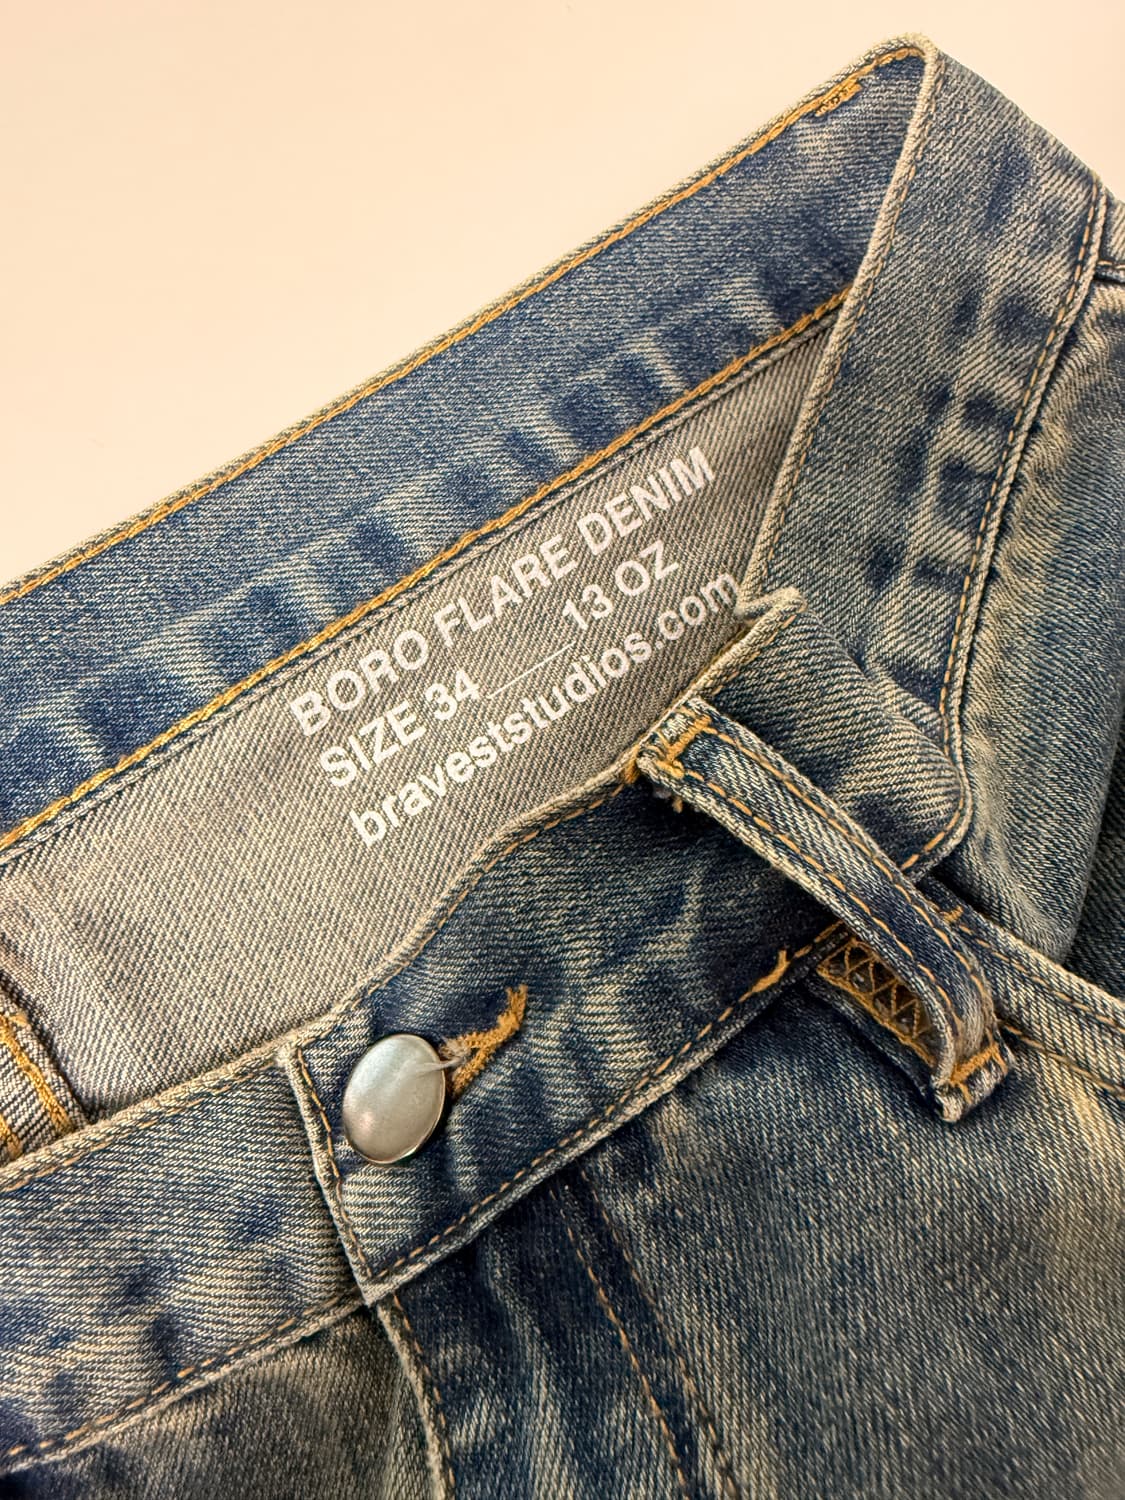 BORO FLARE DENIM
SIZE 34 13 OZ
braveststudios.com